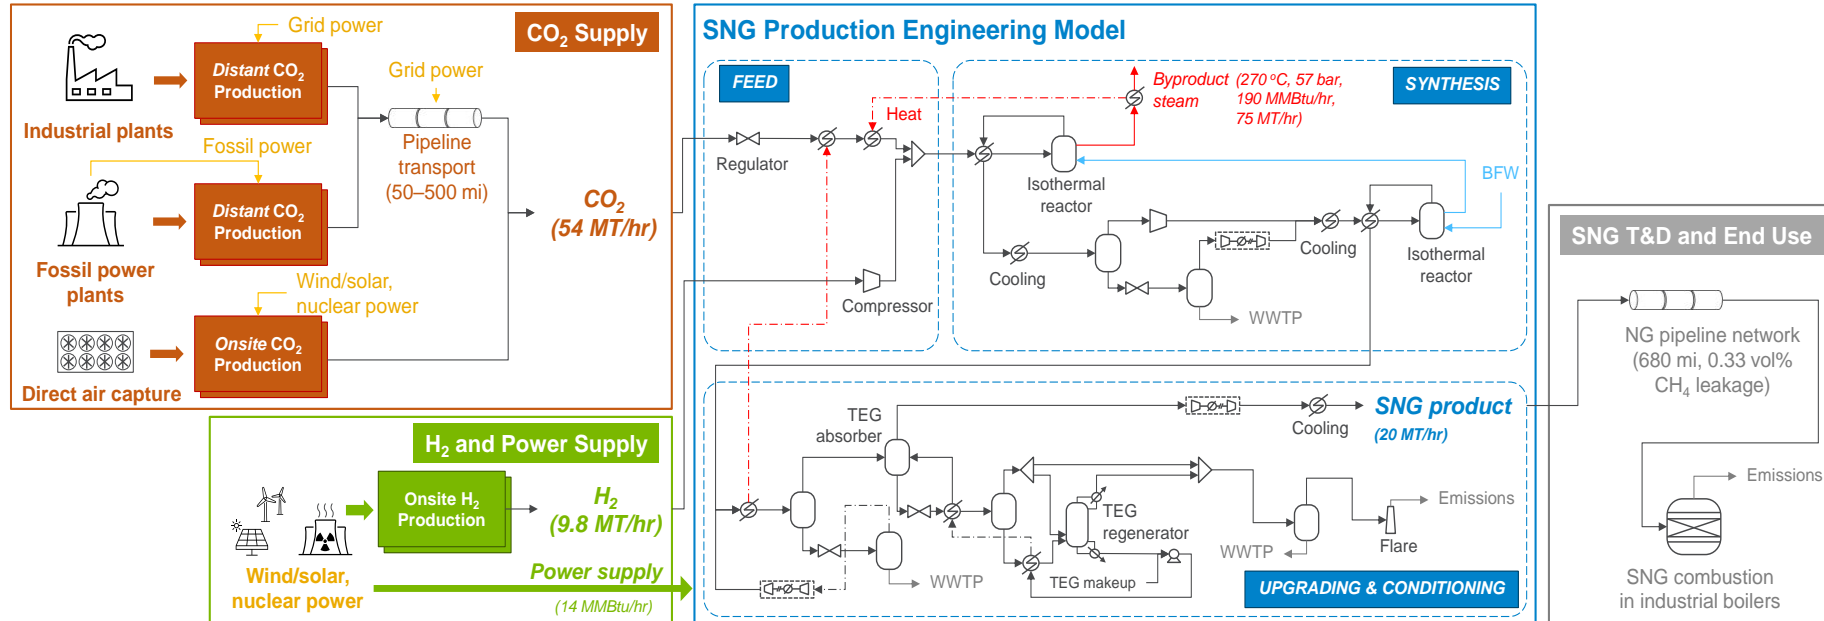 CO₂ Supply
Grid power
Distant CO₂
Production
Industrial plants
Grid power
Pipeline
transport
(50–500 mi)
Fossil power
Distant CO₂
Production
Fossil power
plants
CO₂
(54 MT/hr)
Wind/solar,
nuclear power
Onsite CO₂
Production
Direct air capture
H₂ and Power Supply
Onsite H₂
Production
H₂
(9.8 MT/hr)
Wind/solar,
nuclear power
Power supply
(14 MMBtu/hr)
SNG Production Engineering Model
FEED
Regulator
Heat
Compressor
SYNTHESIS
Byproduct
steam
(270 °C, 57 bar,
190 MMBtu/hr,
75 MT/hr)
Isothermal
reactor
BFW
Cooling
Cooling
Isothermal
reactor
WWTP
TEG
absorber
Cooling
SNG product
(20 MT/hr)
TEG
regenerator
Emissions
Flare
WWTP
WWTP
TEG makeup
UPGRADING & CONDITIONING
SNG T&D and End Use
NG pipeline network
(680 mi, 0.33 vol%
CH₄ leakage)
Emissions
SNG combustion
in industrial boilers